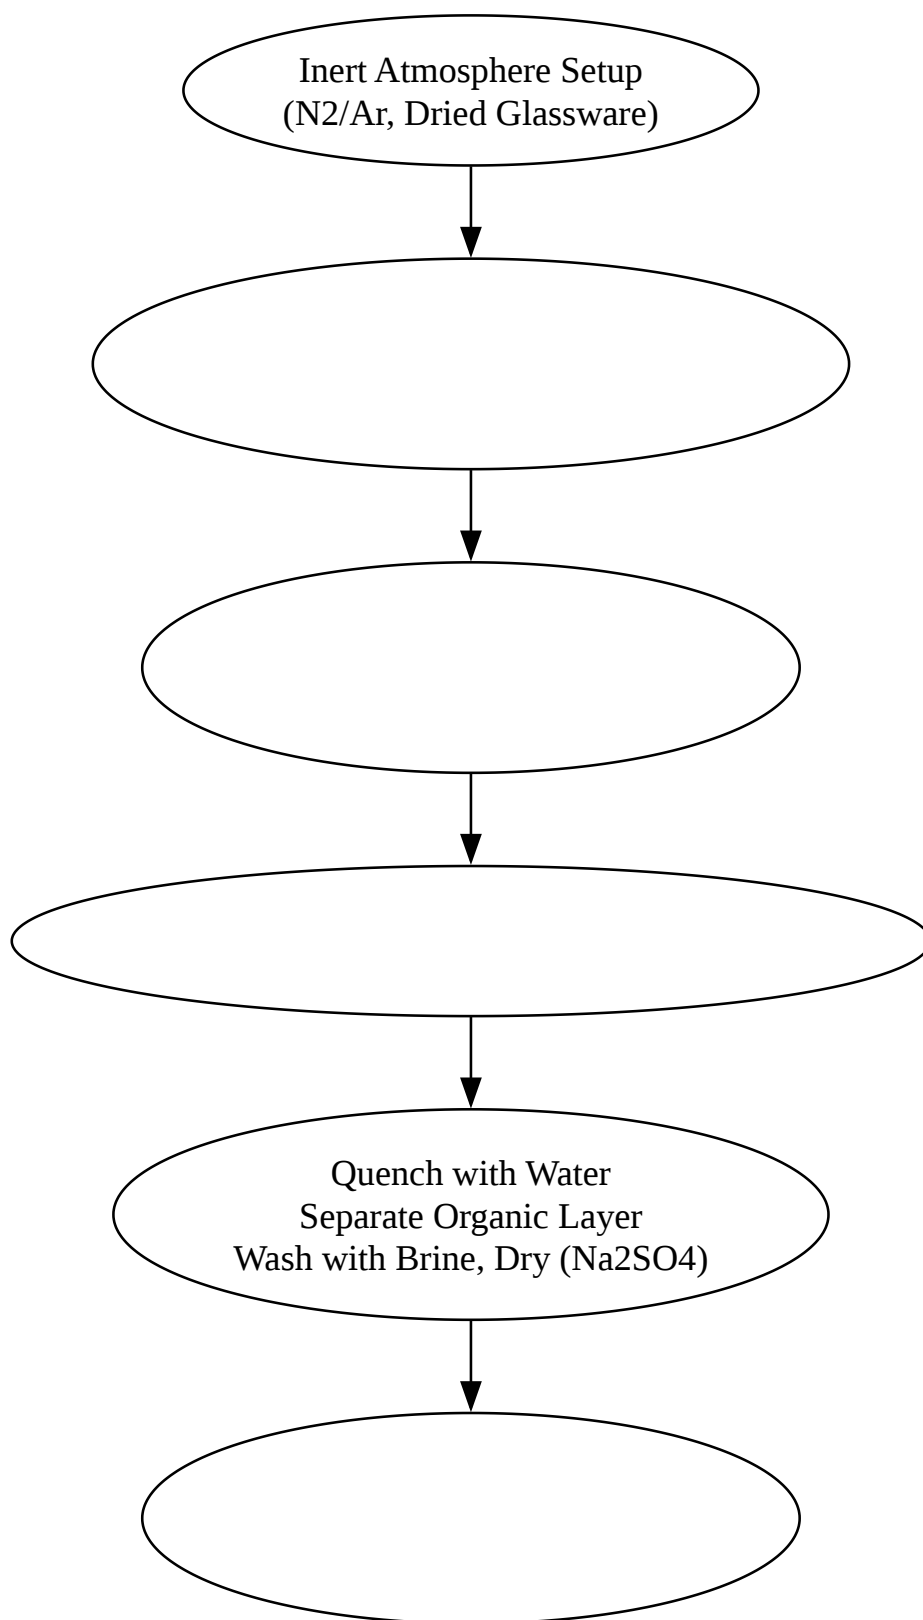 Inert Atmosphere Setup
(N2/Ar, Dried Glassware)
Quench with Water
Separate Organic Layer
Wash with Brine, Dry (Na2SO4)